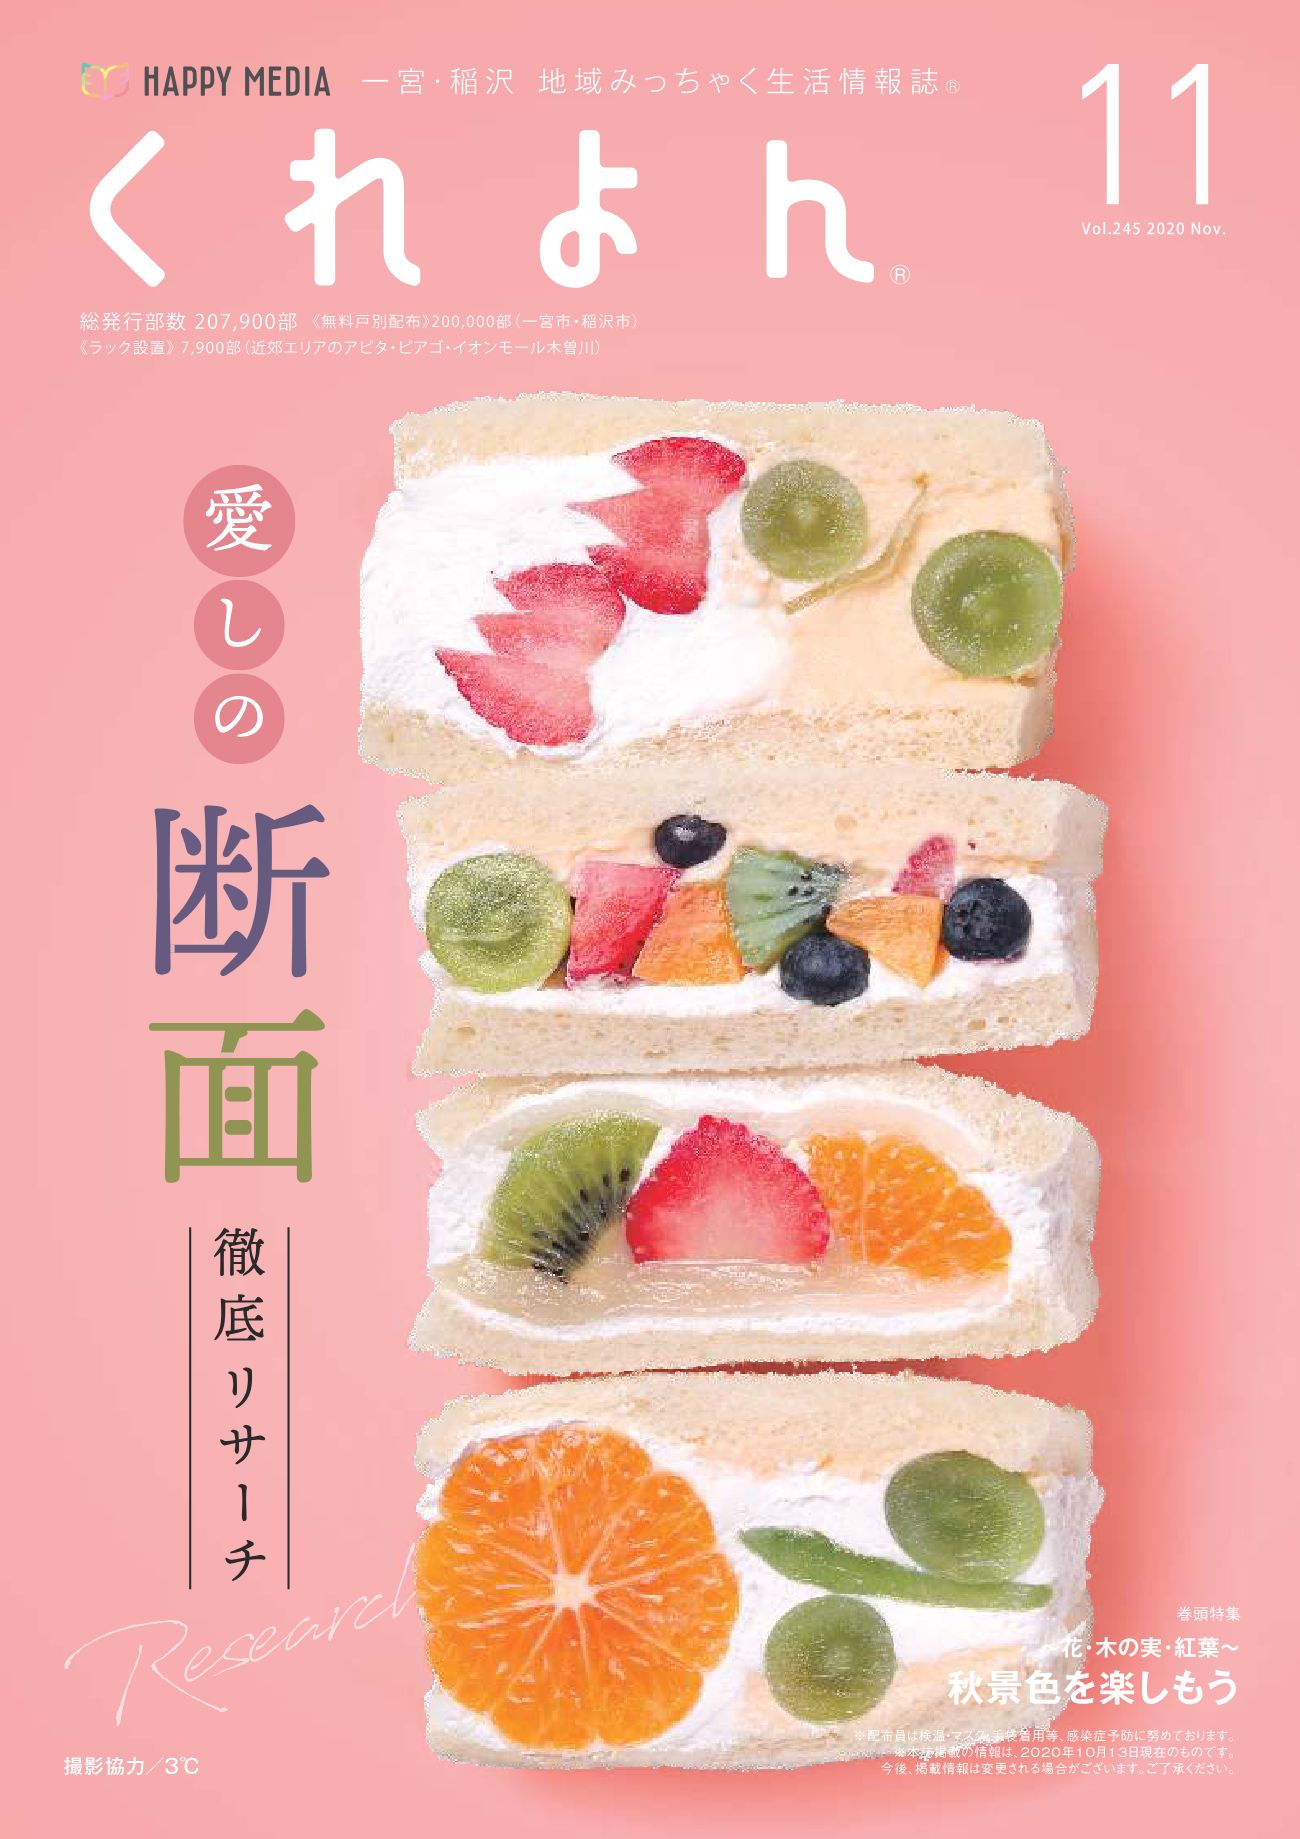 HAPPY MEDIA 一宮・稲沢 地域みっちゃく生活情報誌®
くれよん®
11
Vol.245 2020 Nov.
総発行部数 207,900部 《無料戸別配布》200,000部(一宮市・稲沢市)
《ラック設置》7,900部(近郊エリアのアピタ・ピアゴ・イオンモール木曽川)
愛しの
断面
徹底リサーチ
Research
撮影協力／3℃
巻頭特集
〜花・木の実・紅葉〜
秋景色を楽しもう
※配布員は検温・マスク・手袋着用等、感染症予防に努めております。
※本誌掲載の情報は、2020年10月13日現在のものです。
今後、掲載情報は変更される場合がございます。ご了承ください。